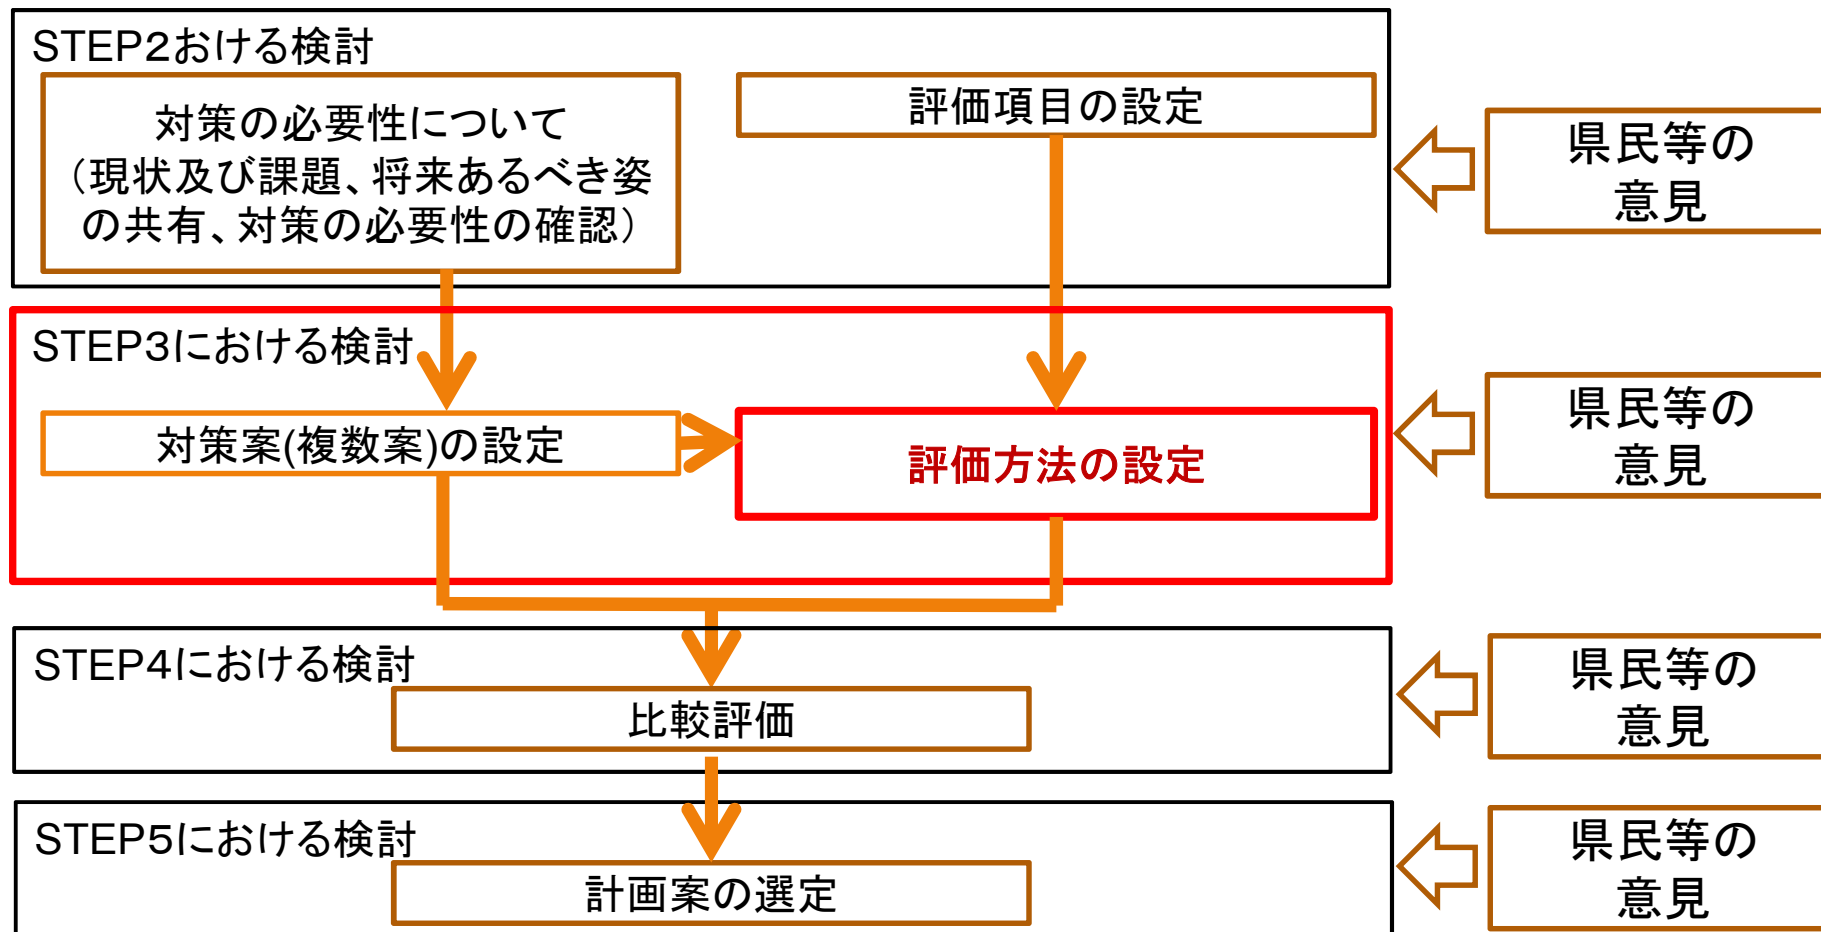 STEP2おける検討
対策の必要性について
（現状及び課題、将来あるべき姿
の共有、対策の必要性の確認）
評価項目の設定
県民等の
意見
STEP3における検討
対策案(複数案)の設定
評価方法の設定
県民等の
意見
STEP4における検討
比較評価
県民等の
意見
STEP5における検討
計画案の選定
県民等の
意見